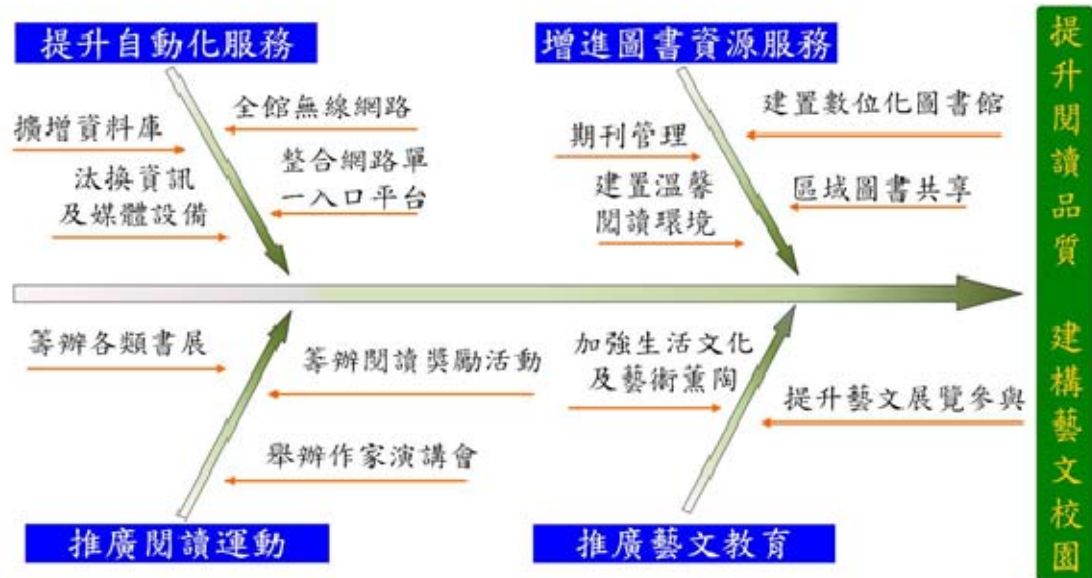 提升自動化服務
全館無線網路
擴增資料庫
整合網路單
一入口平台
汰換資訊
及媒體設備
增進圖書資源服務
建置數位化圖書館
期刊管理
建置溫馨
閱讀環境
區域圖書共享
籌辦各類書展
籌辦閱讀獎勵活動
舉辦作家演講會
推廣閱讀運動
加強生活文化
及藝術薰陶
提升藝文展覽參與
推廣藝文教育
提升閱讀品質 建構藝文校園